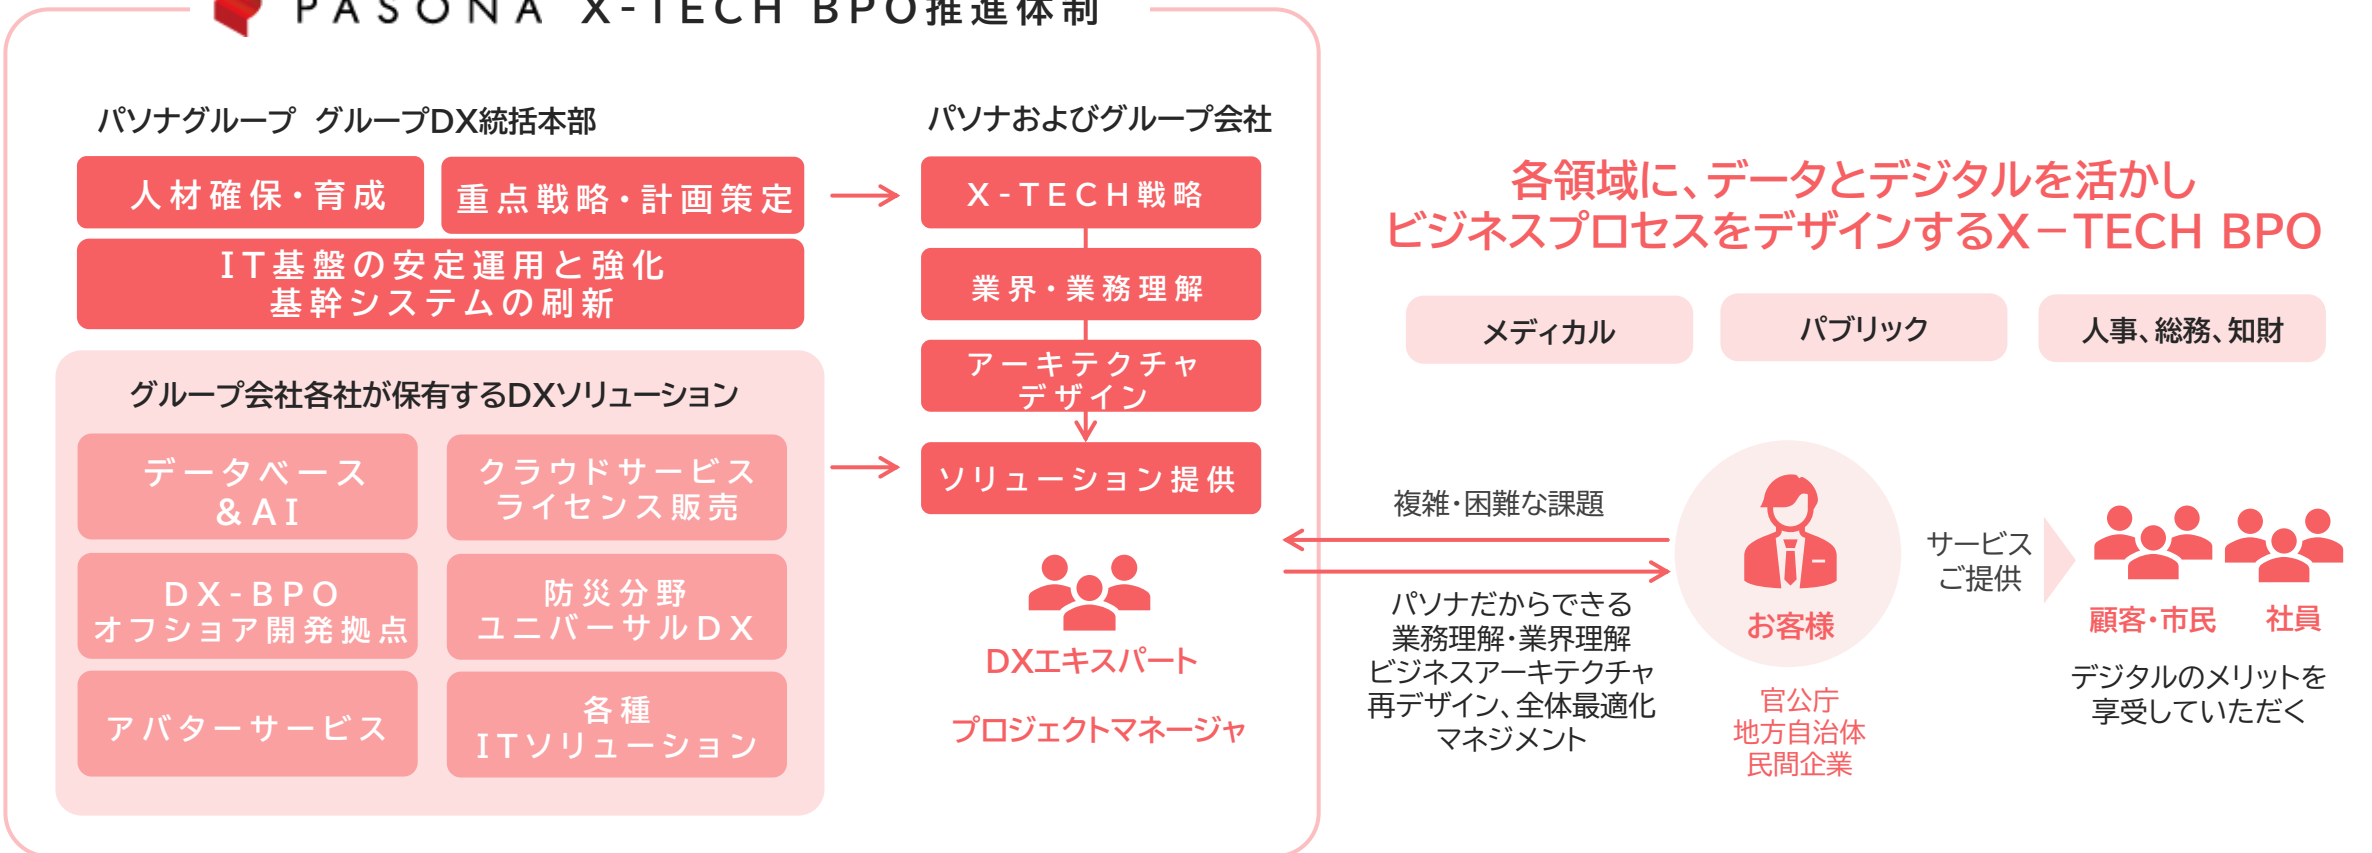 PASONA X-TECH BPO推進体制
パソナグループ グループDX統括本部
人材確保・育成
重点戦略・計画策定
IT基盤の安定運用と強化
基幹システムの刷新
グループ会社各社が保有するDXソリューション
データベース
&AI
クラウドサービス
ライセンス販売
DX-BPO
オフショア開発拠点
防災分野
ユニバーサルDX
アバターサービス
各種
ITソリューション
パソナおよびグループ会社
X-TECH戦略
業界・業務理解
アーキテクチャ
デザイン
ソリューション提供
DXエキスパート
プロジェクトマネージャ
各領域に、データとデジタルを活かし
ビジネスプロセスをデザインするX－TECH BPO
メディカル
パブリック
人事、総務、知財
複雑・困難な課題
パソナだからできる
業務理解・業界理解
ビジネスアーキテクチャ
再デザイン、全体最適化
マネジメント
お客様
官公庁
地方自治体
民間企業
サービス
ご提供
顧客・市民
社員
デジタルのメリットを
享受していただく